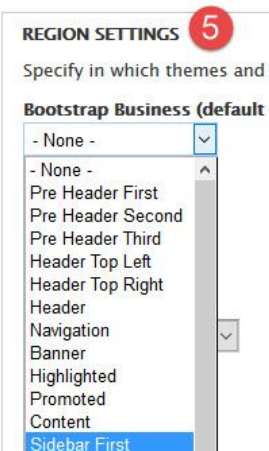 REGION SETTINGS 5
Specify in which themes and
Bootstrap Business (default
- None -
- None -
Pre Header First
Pre Header Second
Pre Header Third
Header Top Left
Header Top Right
Header
Navigation
Banner
Highlighted
Promoted
Content
Sidebar First